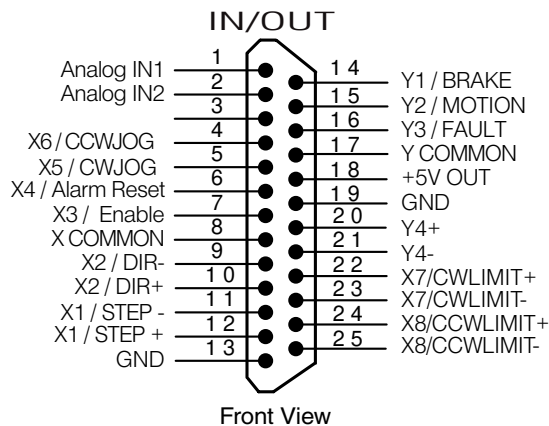 IN/OUT
1
Analog IN1
2
Analog IN2
3
4
X6/CCWJOG
5
X5/CWJOG
6
X4/Alarm Reset
7
X3/ Enable
8
X COMMON
9
X2/DIR-
10
X2/DIR+
11
X1/STEP -
12
X1/STEP +
13
GND
14
Y1/BRAKE
15
Y2/MOTION
16
Y3/FAULT
17
Y COMMON
18
+5V OUT
19
GND
20
Y4+
21
Y4-
22
X7/CWLIMIT+
23
X7/CWLIMIT-
24
X8/CCWLIMIT+
25
X8/CCWLIMIT-
Front View